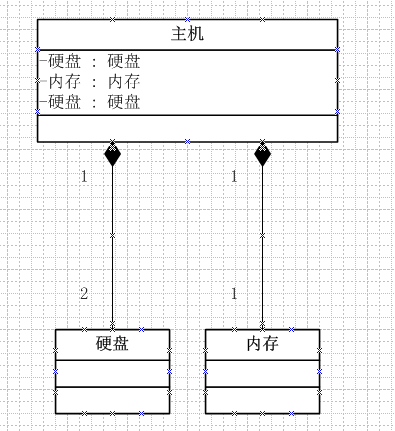 主机
-硬盘 : 硬盘
-内存 : 内存
-硬盘 : 硬盘
1 1
2 1
硬盘 内存